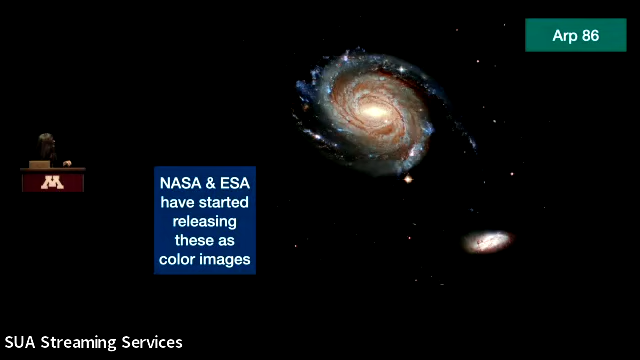 Arp 86
NASA & ESA
have started
releasing
these as
color images
M
SUA Streaming Services